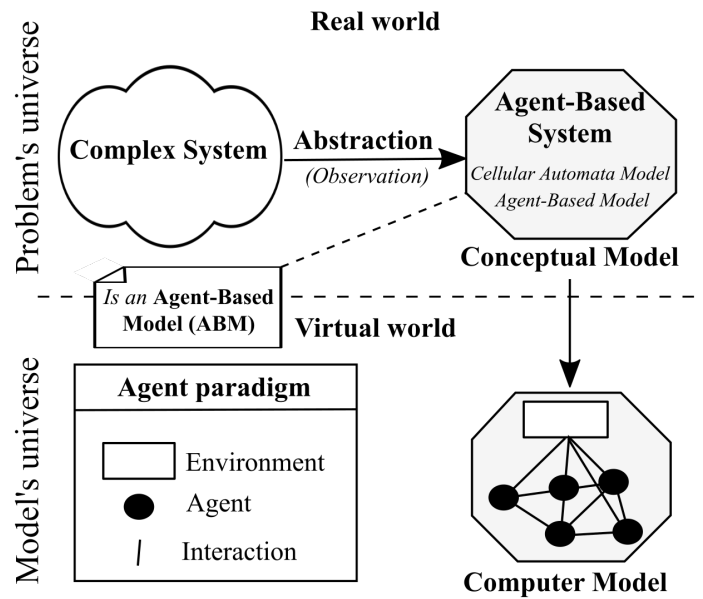 Real world
Problem's universe
Complex System
Abstraction
(Observation)
Agent-Based
System
Cellular Automata Model
Agent-Based Model
Conceptual Model
Is an Agent-Based
Model (ABM)
Virtual world
Model's universe
Agent paradigm
Environment
Agent
Interaction
Computer Model